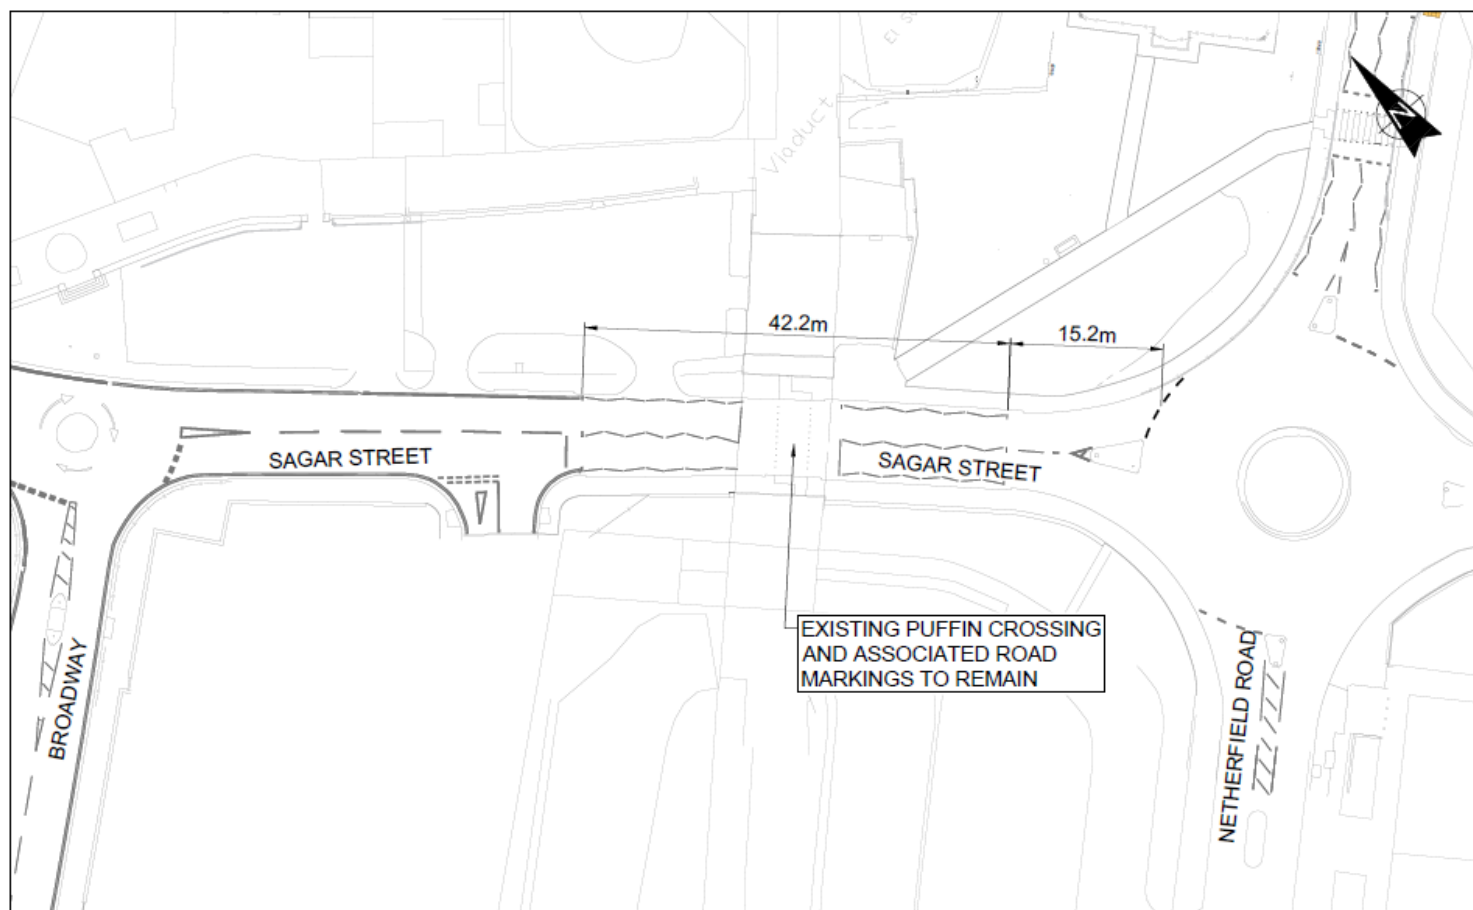 El S
Viaduct
N
42.2m
15.2m
SAGAR STREET
SAGAR STREET
EXISTING PUFFIN CROSSING
AND ASSOCIATED ROAD
MARKINGS TO REMAIN
BROADWAY
NETHERFIELD ROAD